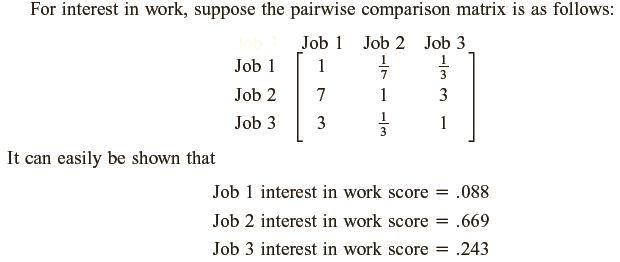 For interest in work, suppose the pairwise comparison matrix is as follows:
Job 1 Job 2 Job 3
Job 1 1 1/7 1/3
Job 2 7 1 3
Job 3 3 1/3 1
It can easily be shown that
Job 1 interest in work score = .088
Job 2 interest in work score = .669
Job 3 interest in work score = .243